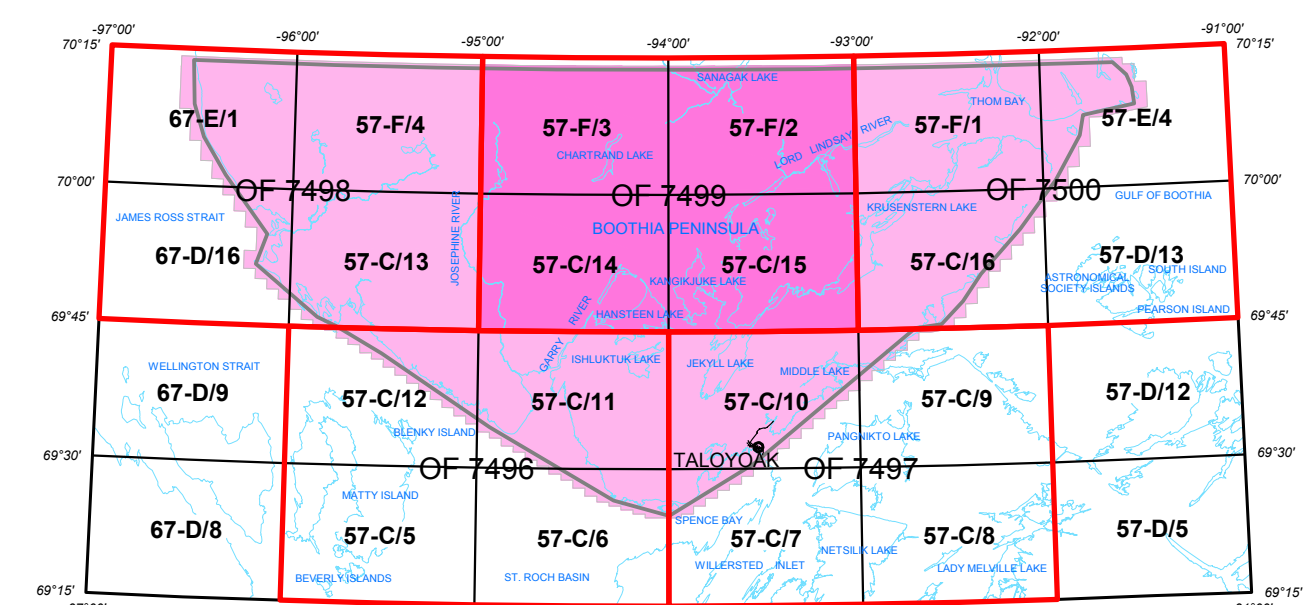 -97°00' -96°00' -95°00' -94°00' -93°00' -92°00' -91°00'
70°15' 70°15'
SANAGAK LAKE
THOM BAY
67-E/1 57-F/4 57-F/3 57-F/2 57-F/1 57-E/4
LORD LINDSAY RIVER
CHARTRAND LAKE
70°00' 70°00'
OF 7498 OF 7499 OF 7500
GULF OF BOOTHIA
JAMES ROSS STRAIT
KRUSENSTERN LAKE
JOSEPHINE RIVER
BOOTHIA PENINSULA
67-D/16 57-C/13 57-C/14 57-C/15 57-C/16 57-D/13
SOUTH ISLAND
KANGIKJUKE LAKE
ASTRONOMICAL
SOCIETY ISLANDS
PEARSON ISLAND
HANSTEEN LAKE
69°45' 69°45'
GARRY RIVER
ISHLUKTUK LAKE
JEKYLL LAKE
MIDDLE LAKE
WELLINGTON STRAIT
67-D/9 57-C/12 57-C/11 57-C/10 57-C/9 57-D/12
BLENKY ISLAND
PANGNIKTO LAKE
69°30' 69°30'
TALOYOAK
OF 7496 OF 7497
MATTY ISLAND
SPENCE BAY
67-D/8 57-C/5 57-C/6 57-C/7 57-C/8 57-D/5
NETSILIK LAKE
WILLERSTED INLET
LADY MELVILLE LAKE
BEVERLY ISLANDS
ST. ROCH BASIN
69°15' 69°15'